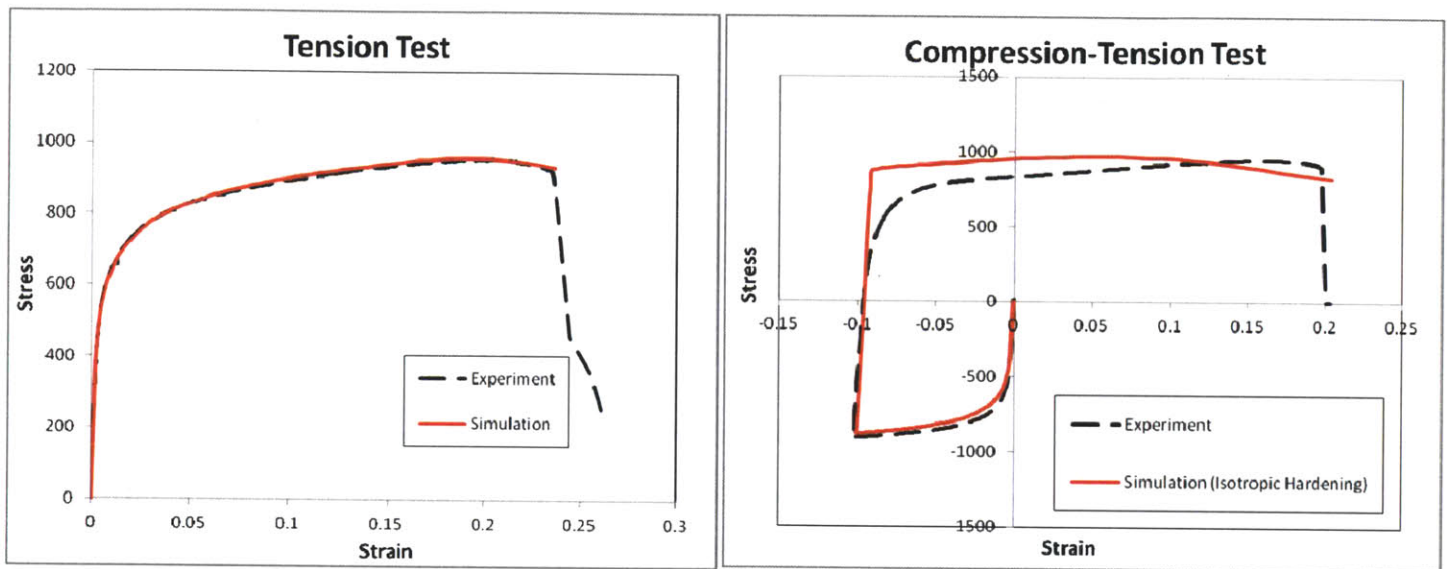 Tension Test
1200
1000
800
600
400
200
0
Stress
0 0.05 0.1 0.15 0.2 0.25 0.3
Strain
Experiment
Simulation
Compression-Tension Test
1500
1000
500
0
-500
-1000
1500
Stress
-0.15 -0.1 -0.05 0 0.05 0.1 0.15 0.2 0.25
Strain
Experiment
Simulation (Isotropic Hardening)